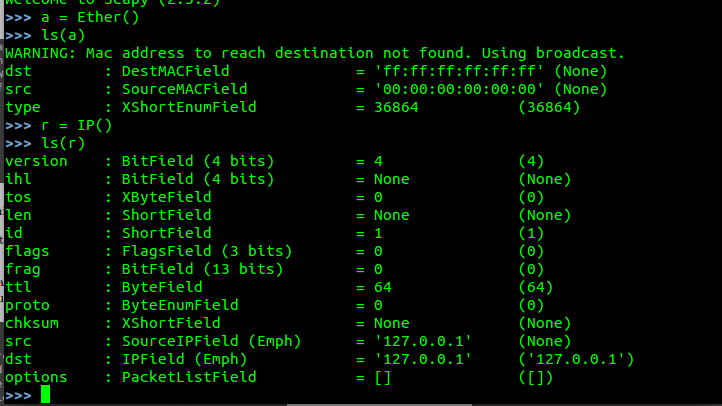 Welcome to Scapy (2.3.2)
>>> a = Ether()
>>> ls(a)
WARNING: Mac address to reach destination not found. Using broadcast.
dst        : DestMACField              = 'ff:ff:ff:ff:ff:ff' (None)
src        : SourceMACField            = '00:00:00:00:00:00' (None)
type       : XShortEnumField           = 36864           (36864)
>>> r = IP()
>>> ls(r)
version    : BitField (4 bits)         = 4               (4)
ihl        : BitField (4 bits)         = None            (None)
tos        : XByteField                = 0               (0)
len        : ShortField                = None            (None)
id         : ShortField                = 1               (1)
flags      : FlagsField (3 bits)       = 0               (0)
frag       : BitField (13 bits)        = 0               (0)
ttl        : ByteField                 = 64              (64)
proto      : ByteEnumField             = 0               (0)
chksum     : XShortField               = None            (None)
src        : SourceIPField (Emph)      = '127.0.0.1'     (None)
dst        : IPField (Emph)            = '127.0.0.1'     ('127.0.0.1')
options    : PacketListField           = []              ([])
>>>